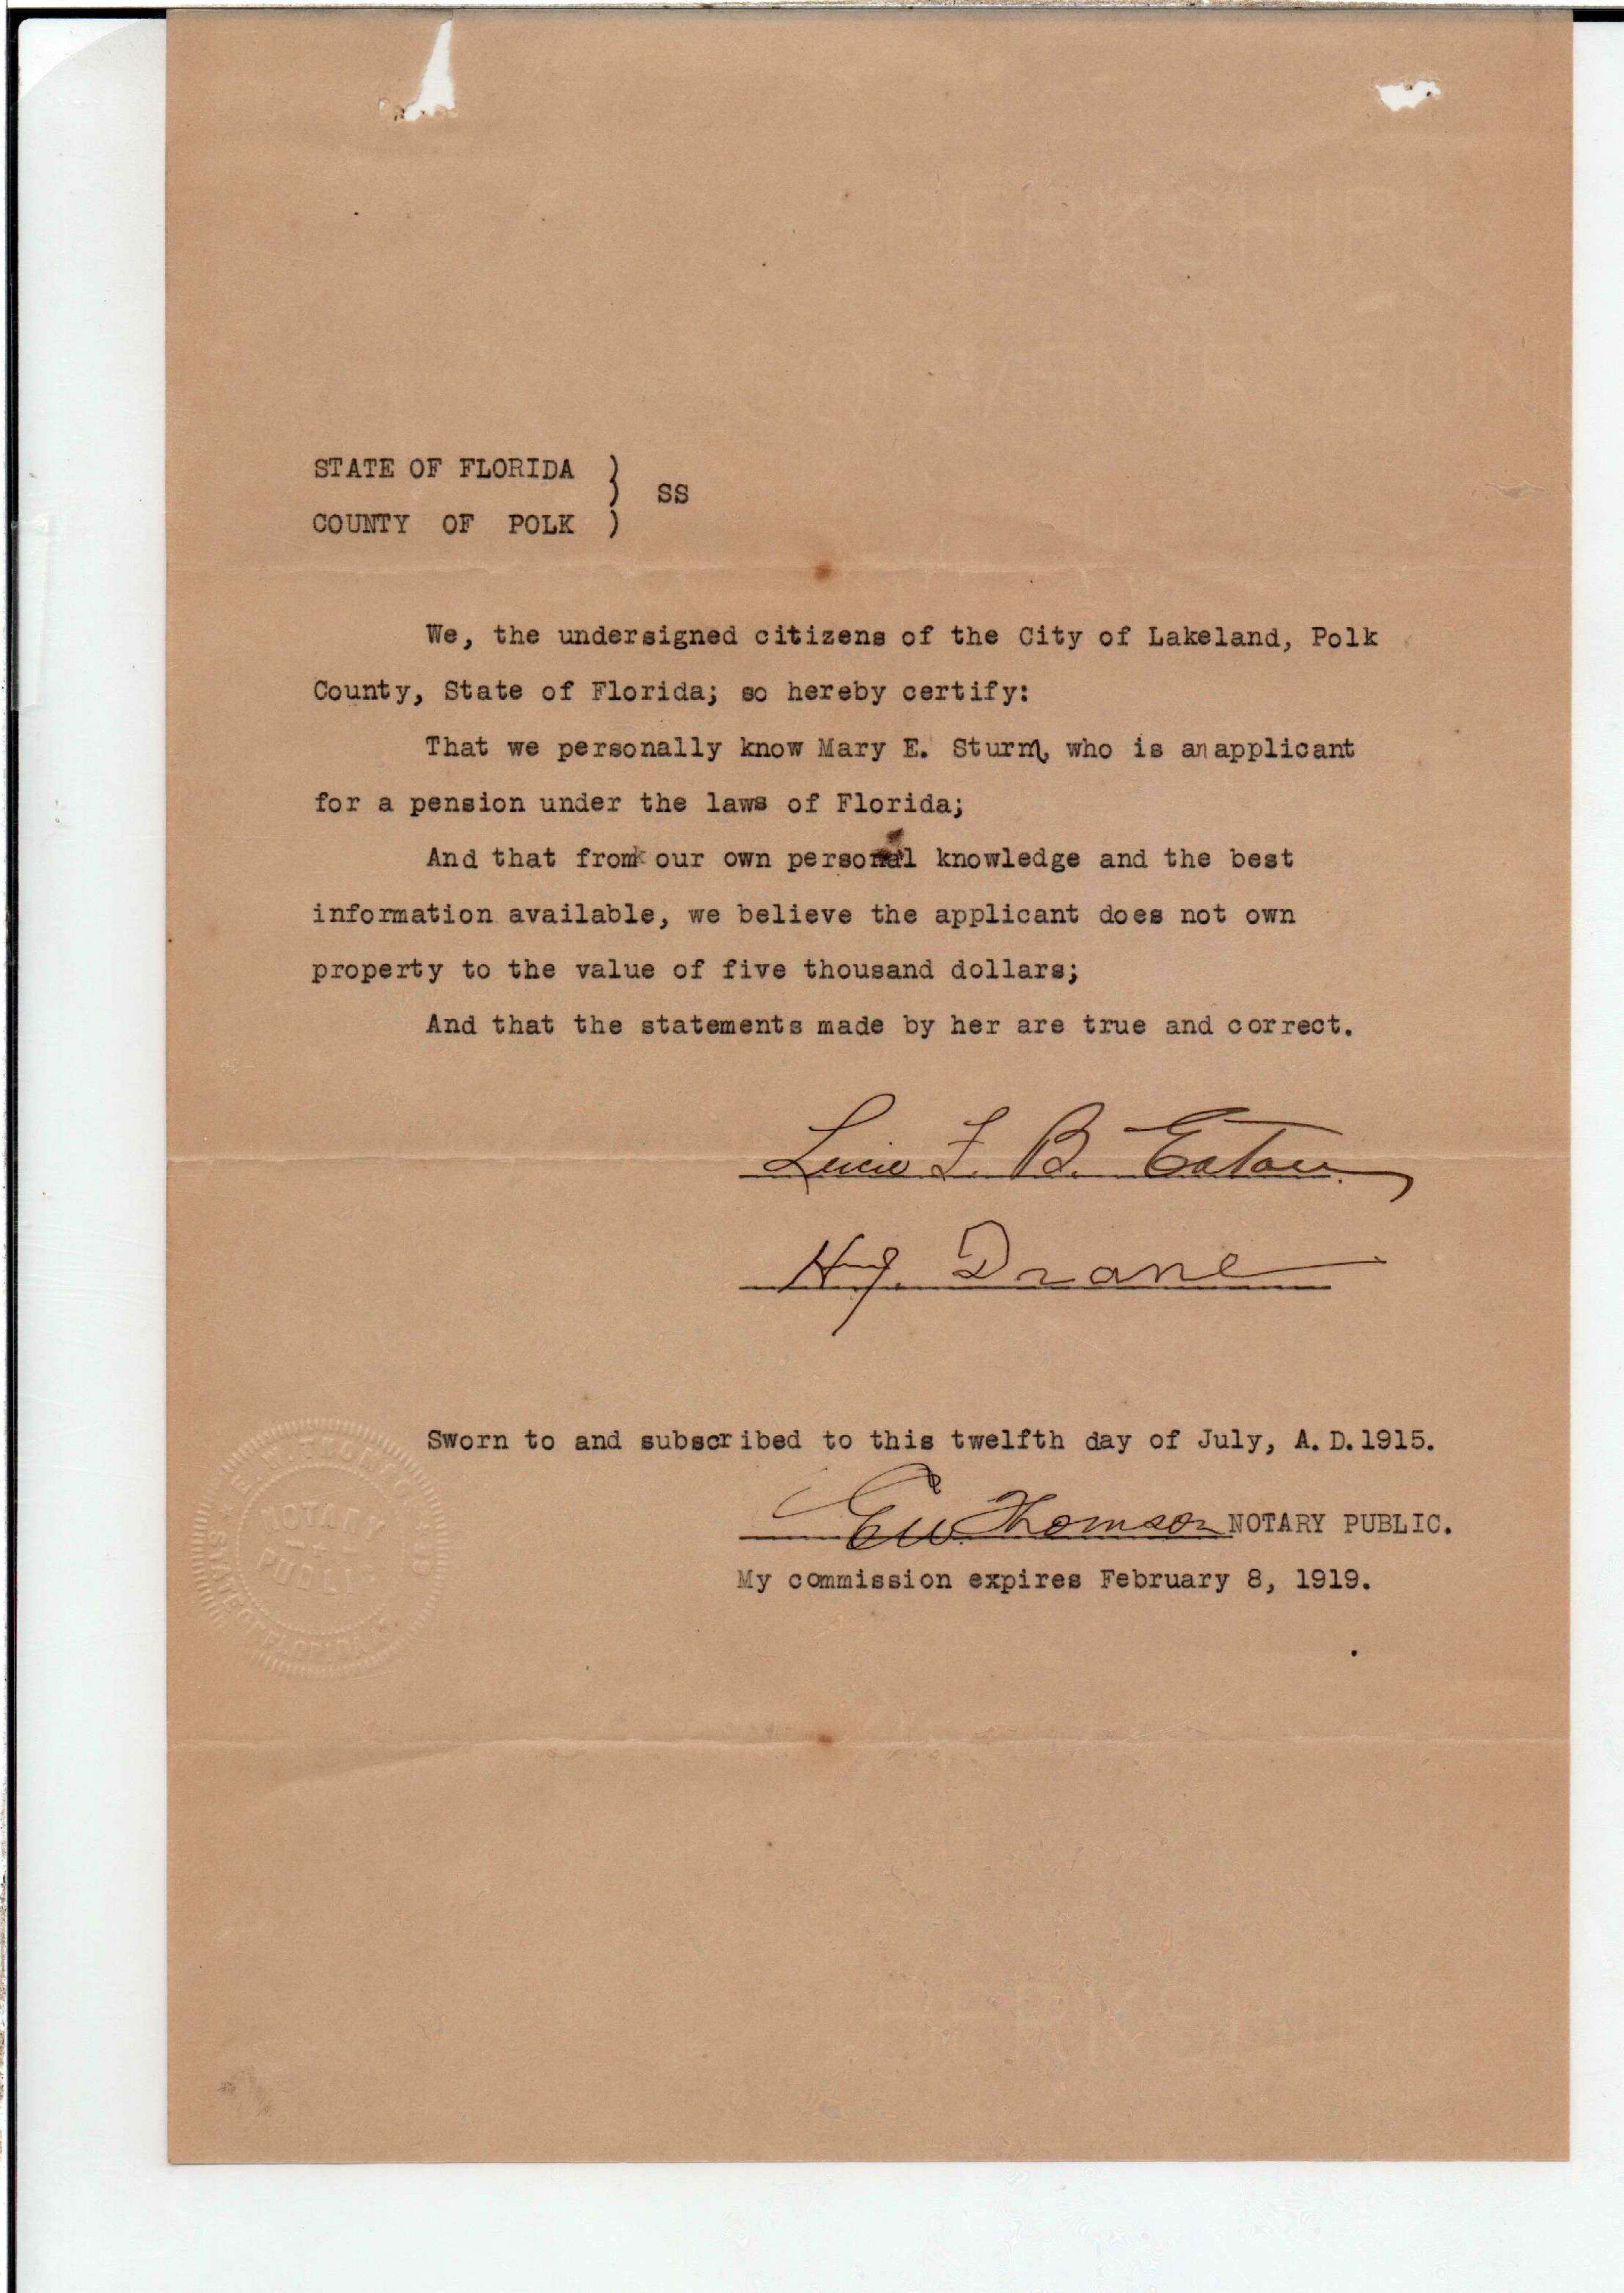 STATE OF FLORIDA )
) SS
COUNTY OF POLK )
We, the undersigned citizens of the City of Lakeland, Polk
County, State of Florida; so hereby certify:
That we personally know Mary E. Sturm, who is an applicant
for a pension under the laws of Florida;
And that from our own personal knowledge and the best
information available, we believe the applicant does not own
property to the value of five thousand dollars;
And that the statements made by her are true and correct.
Lucie F. B. Eaton.
H.J. Drane
Sworn to and subscribed to this twelfth day of July, A.D.1915.
E.W. Thomson NOTARY PUBLIC.
My commission expires February 8, 1919.
NOTARY
PUBLIC
STATE OF FLORIDA